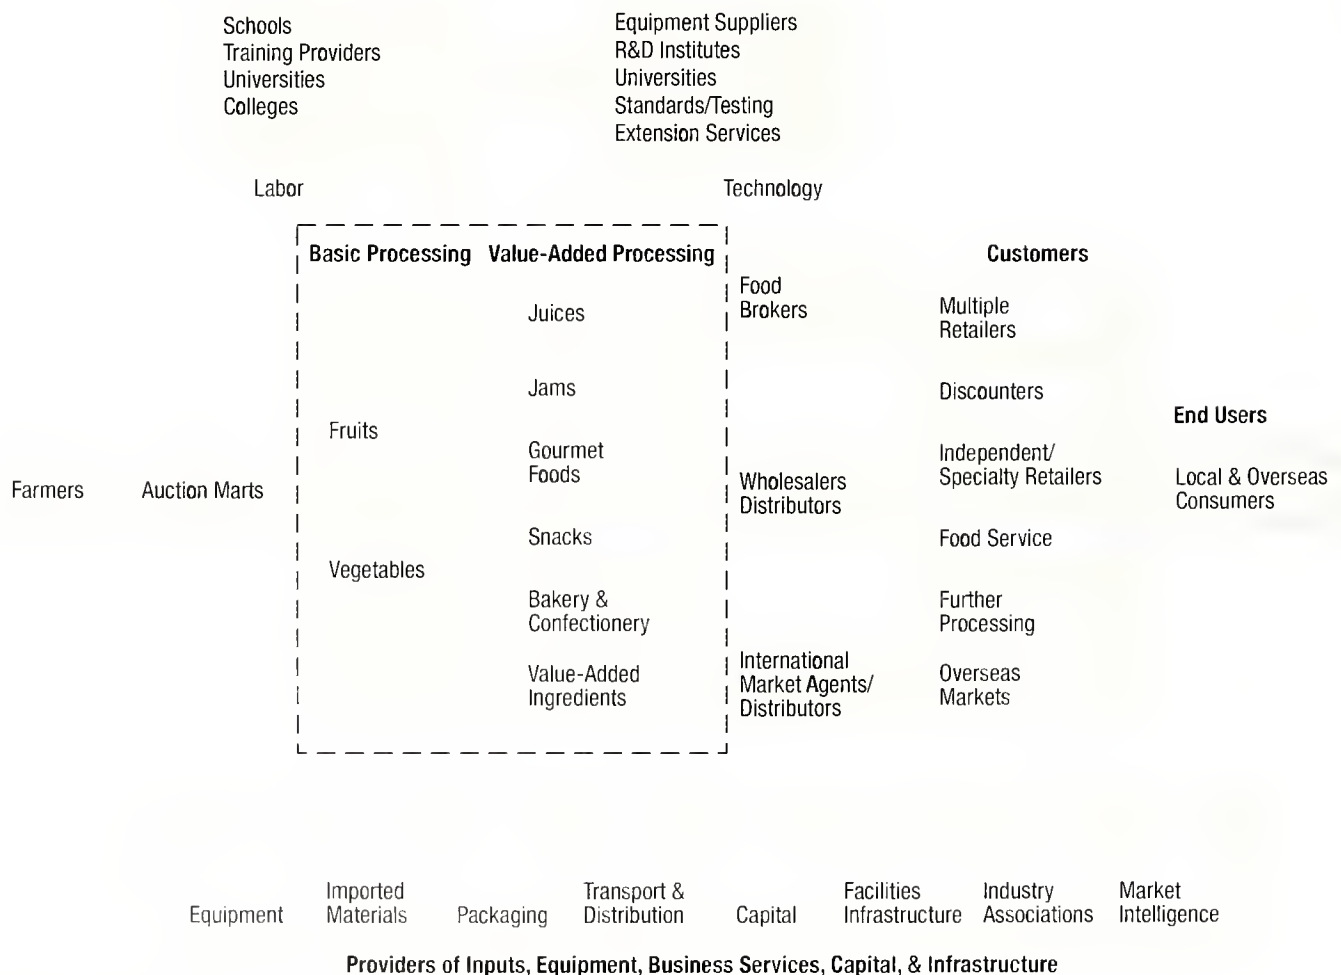 Schools
Training Providers
Universities
Colleges
Equipment Suppliers
R&D Institutes
Universities
Standards/Testing
Extension Services
Labor
Technology
Basic Processing
Value-Added Processing
Customers
Farmers
Auction Marts
Fruits
Vegetables
Juices
Jams
Gourmet
Foods
Snacks
Bakery &
Confectionery
Value-Added
Ingredients
Food
Brokers
Wholesalers
Distributors
International
Market Agents/
Distributors
Multiple
Retailers
Discounters
Independent/
Specialty Retailers
Food Service
Further
Processing
Overseas
Markets
End Users
Local & Overseas
Consumers
Equipment
Imported
Materials
Packaging
Transport &
Distribution
Capital
Facilities
Infrastructure
Industry
Associations
Market
Intelligence
Providers of Inputs, Equipment, Business Services, Capital, & Infrastructure